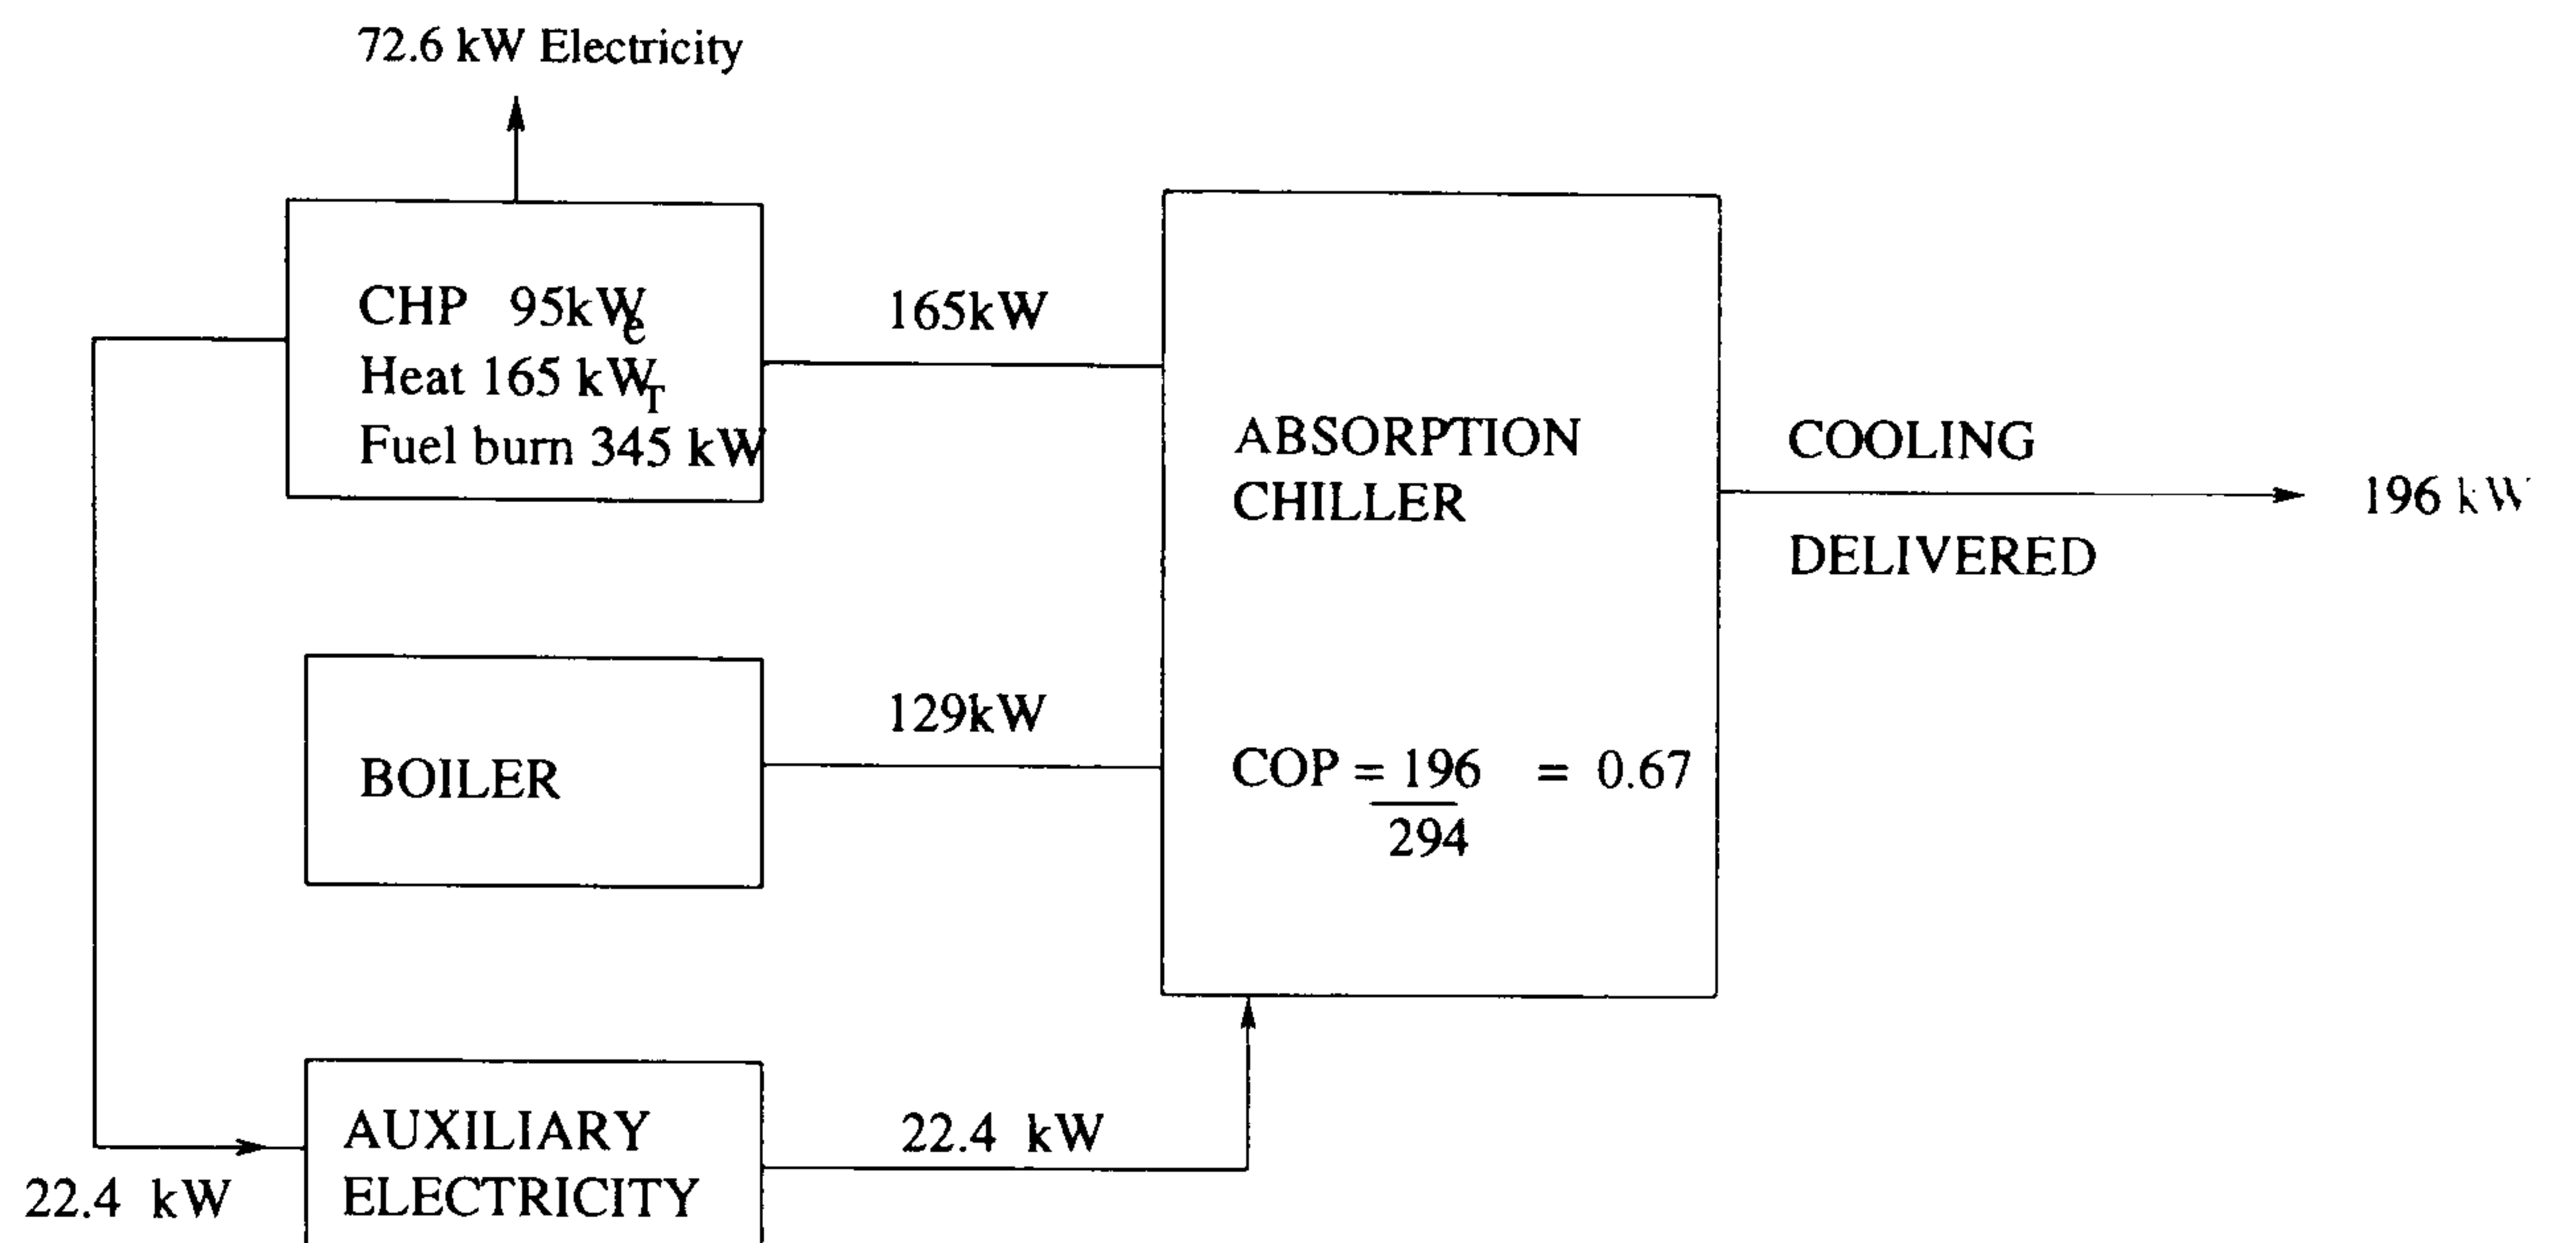 72.6 kW Electricity
CHP 95kWe
Heat 165 kWT
Fuel burn 345 kW
165kW
ABSORPTION
CHILLER
COOLING
DELIVERED
196 kW
BOILER
129kW
COP = 196 = 0.67
294
AUXILIARY
ELECTRICITY
22.4 kW
22.4 kW